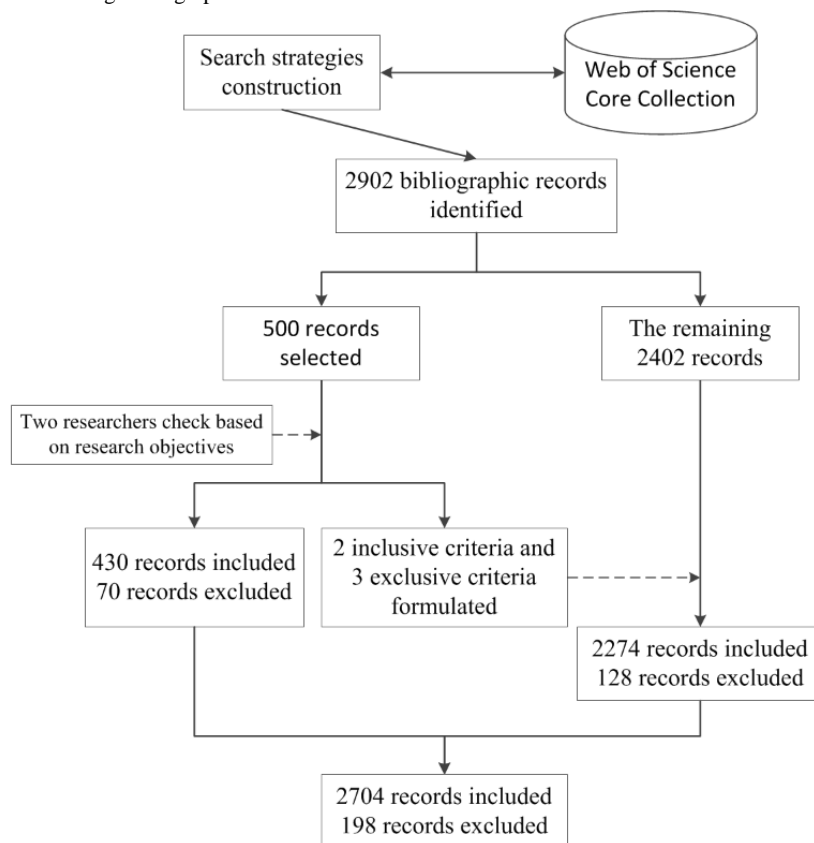 Search strategies
construction
Web of Science
Core Collection
2902 bibliographic records
identified
500 records
selected
The remaining
2402 records
Two researchers check based
on research objectives
430 records included
70 records excluded
2 inclusive criteria and
3 exclusive criteria
formulated
2274 records included
128 records excluded
2704 records included
198 records excluded